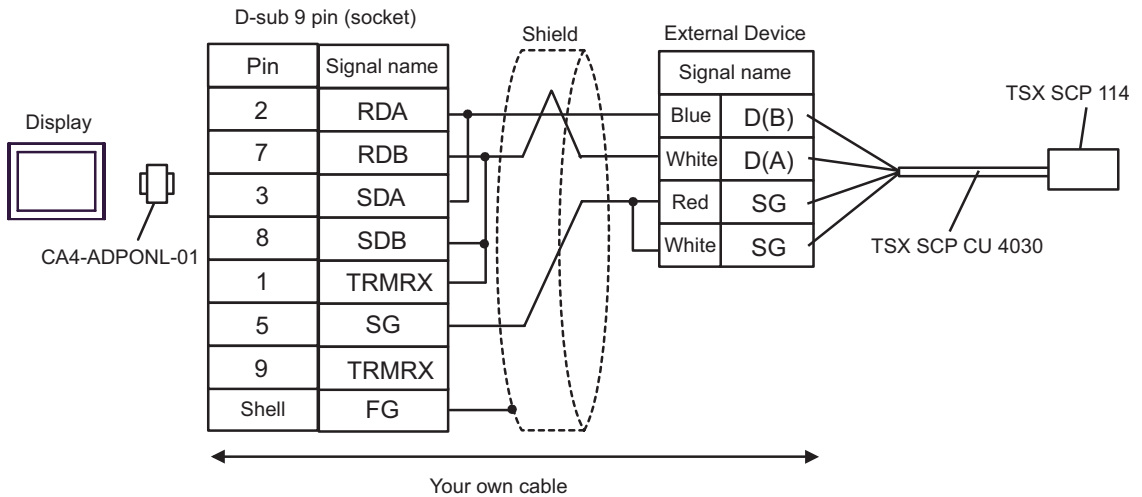 D-sub 9 pin (socket)
Shield
External Device
Pin Signal name
2 RDA
7 RDB
3 SDA
8 SDB
1 TRMRX
5 SG
9 TRMRX
Shell FG
Signal name
Blue D(B)
White D(A)
Red SG
White SG
TSX SCP 114
TSX SCP CU 4030
Display
CA4-ADPONL-01
Your own cable